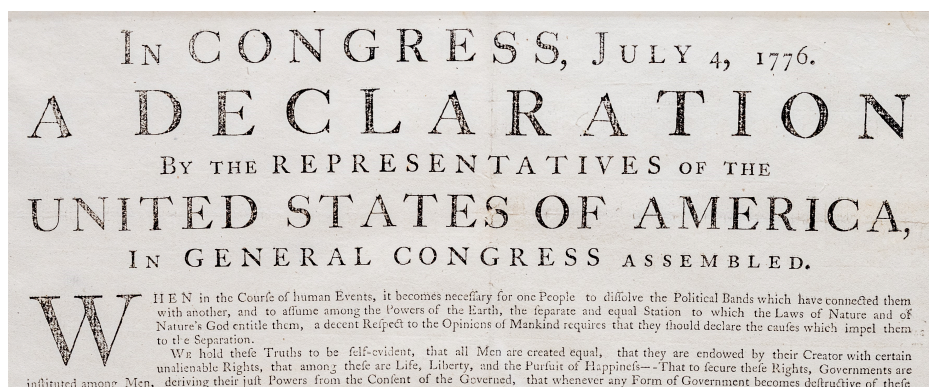 In CONGRESS, July 4, 1776.
A DECLARATION
By the REPRESENTATIVES of the
UNITED STATES OF AMERICA,
In GENERAL CONGRESS assembled.
WHEN in the Courſe of human Events, it becomes neceſſary for one People to diſſolve the Political Bands which have connected them
with another, and to aſſume among the Powers of the Earth, the ſeparate and equal Station to which the Laws of Nature and of
Nature's God entitle them, a decent Reſpect to the Opinions of Mankind requires that they ſhould declare the cauſes which impel them
to the Separation.
We hold theſe Truths to be ſelf-evident, that all Men are created equal, that they are endowed by their Creator with certain
unalienable Rights, that among theſe are Life, Liberty, and the Purſuit of Happineſs--That to ſecure theſe Rights, Governments are
inſtituted among Men, deriving their juſt Powers from the Conſent of the Governed, that whenever any Form of Government becomes deſtructive of theſe